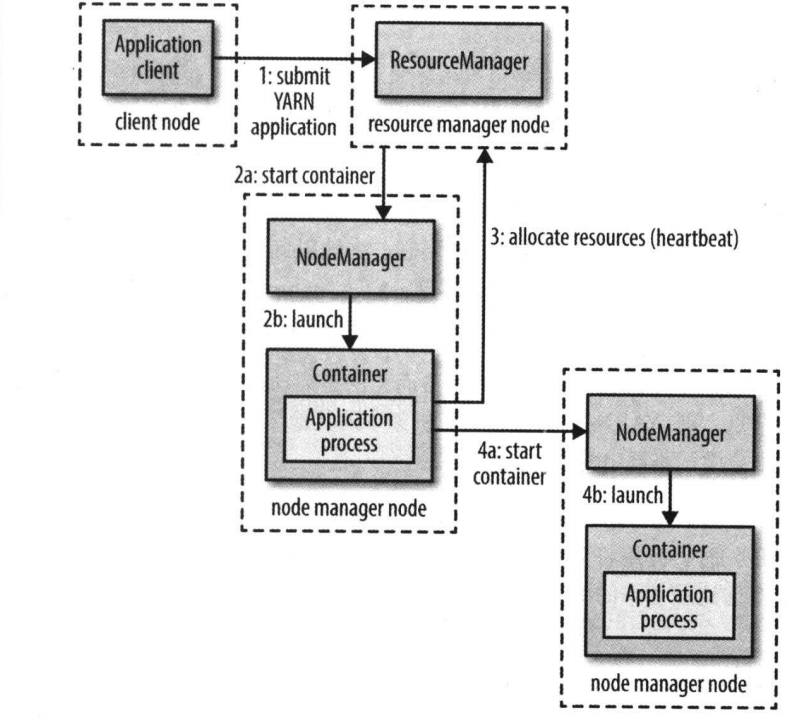 Application
client
client node
1: submit
YARN
application
ResourceManager
resource manager node
2a: start container
NodeManager
2b: launch
Container
Application
process
node manager node
3: allocate resources (heartbeat)
4a: start
container
NodeManager
4b: launch
Container
Application
process
node manager node